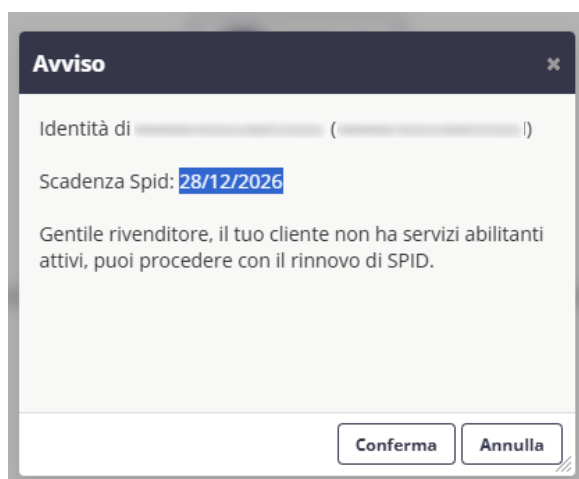 Avviso
×
Identità di (
)
Scadenza Spid: 28/12/2026
Gentile rivenditore, il tuo cliente non ha servizi abilitanti
attivi, puoi procedere con il rinnovo di SPID.
Conferma
Annulla